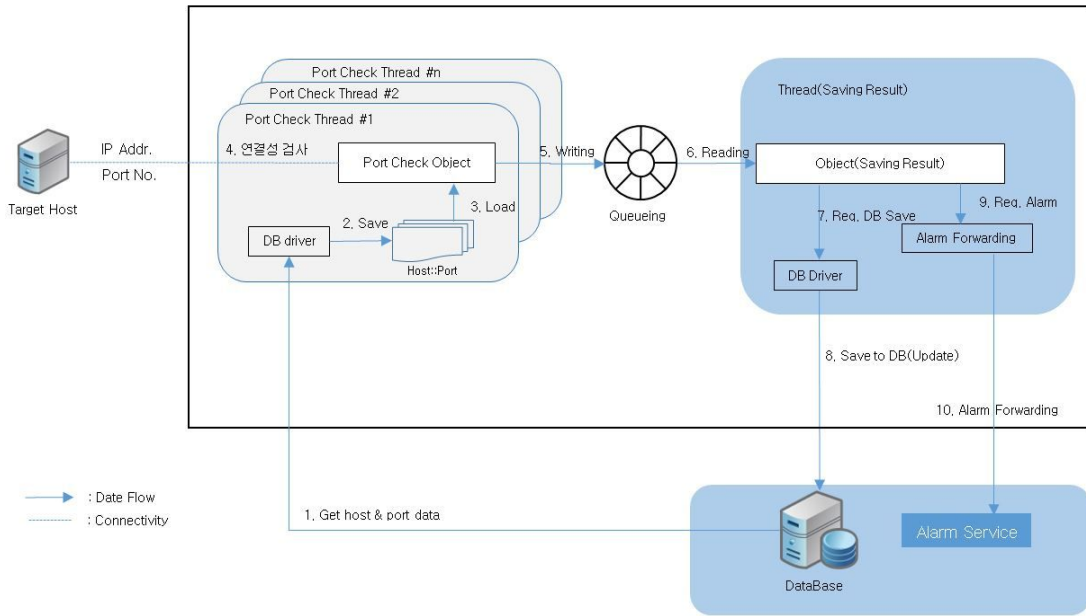 Port Check Thread #n
Port Check Thread #2
Port Check Thread #1
Thread(Saving Result)
IP Addr.
Port No.
4. 연결성 검사
Port Check Object
5. Writing
6. Reading
Object(Saving Result)
Target Host
Queueing
3. Load
7. Req. DB Save
9. Req. Alarm
2. Save
DB driver
Host::Port
Alarm Forwarding
DB Driver
8. Save to DB(Update)
10. Alarm Forwarding
: Date Flow
: Connectivity
1. Get host & port data
Alarm Service
DataBase